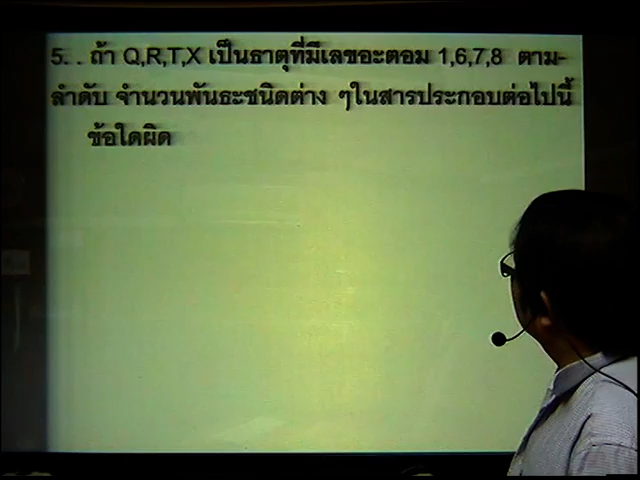 5. . ถ้า Q,R,T,X เป็นธาตุที่มีเลขอะตอม 1,6,7,8 ตาม-
ลำดับ จำนวนพันธะชนิดต่าง ๆในสารประกอบต่อไปนี้
ข้อใดผิด